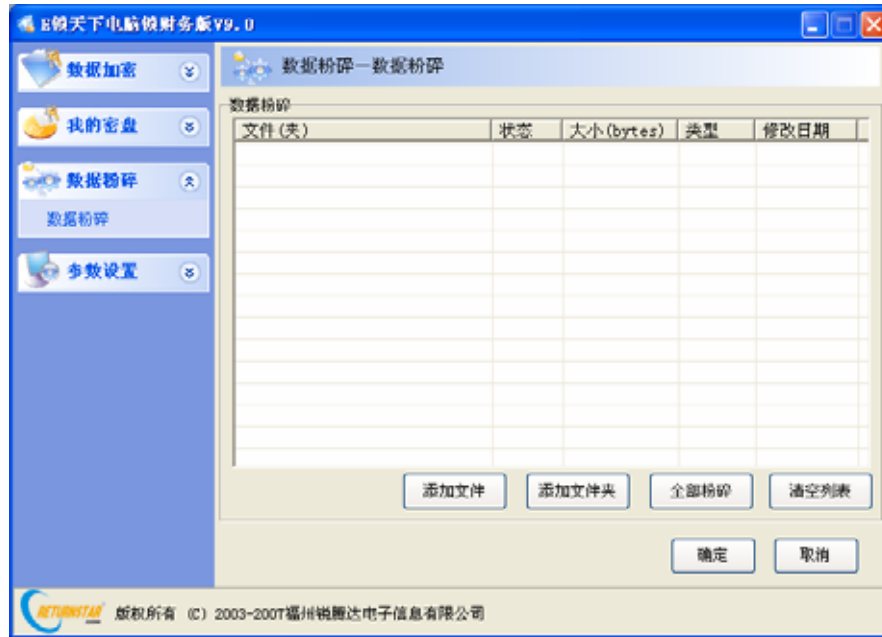 E锁天下电脑锁财务版V9.0
数据加密
我的密盘
数据粉碎
数据粉碎
参数设置
数据粉碎—数据粉碎
数据粉碎
文件(夹) 状态 大小(bytes) 类型 修改日期
添加文件 添加文件夹 全部粉碎 清空列表
确定 取消
RETURNSTAR 版权所有 (C) 2003-2007福州锐腾达电子信息有限公司